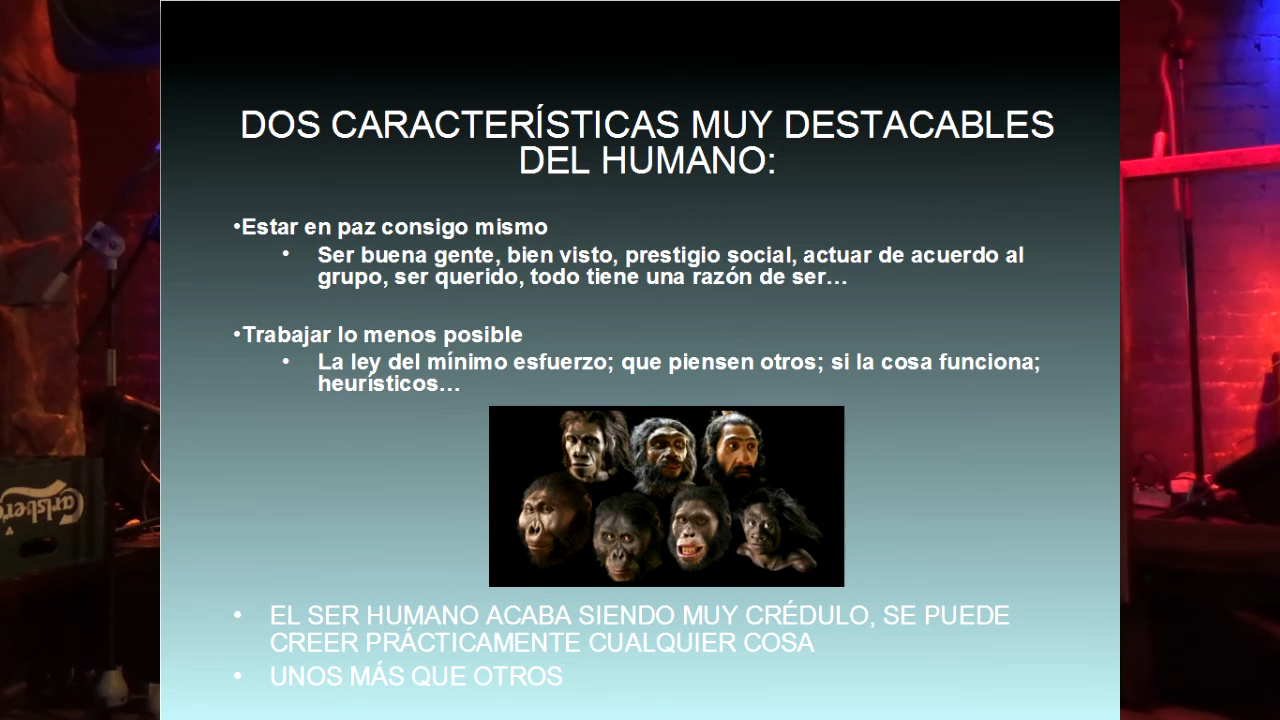 DOS CARACTERÍSTICAS MUY DESTACABLES
DEL HUMANO:
•Estar en paz consigo mismo
• Ser buena gente, bien visto, prestigio social, actuar de acuerdo al
grupo, ser querido, todo tiene una razón de ser…
•Trabajar lo menos posible
• La ley del mínimo esfuerzo; que piensen otros; si la cosa funciona;
heurísticos…
• EL SER HUMANO ACABA SIENDO MUY CRÉDULO, SE PUEDE
CREER PRÁCTICAMENTE CUALQUIER COSA
• UNOS MÁS QUE OTROS
Carlsberg